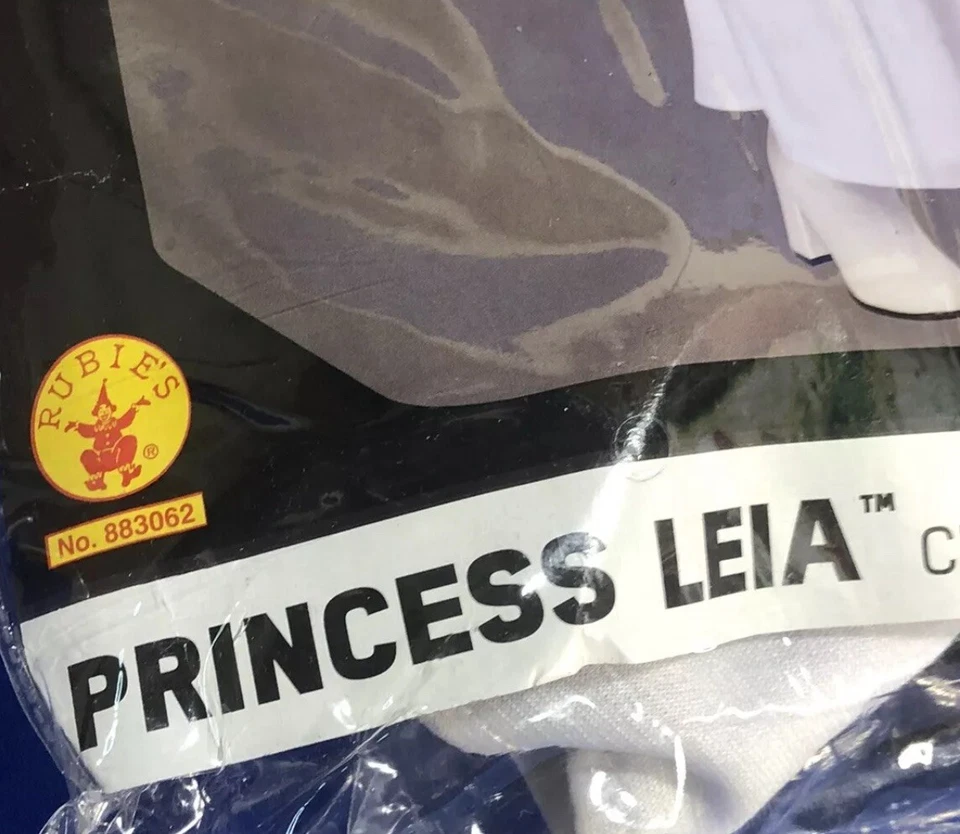 RUBIE'S
®
No. 883062
PRINCESS LEIA™